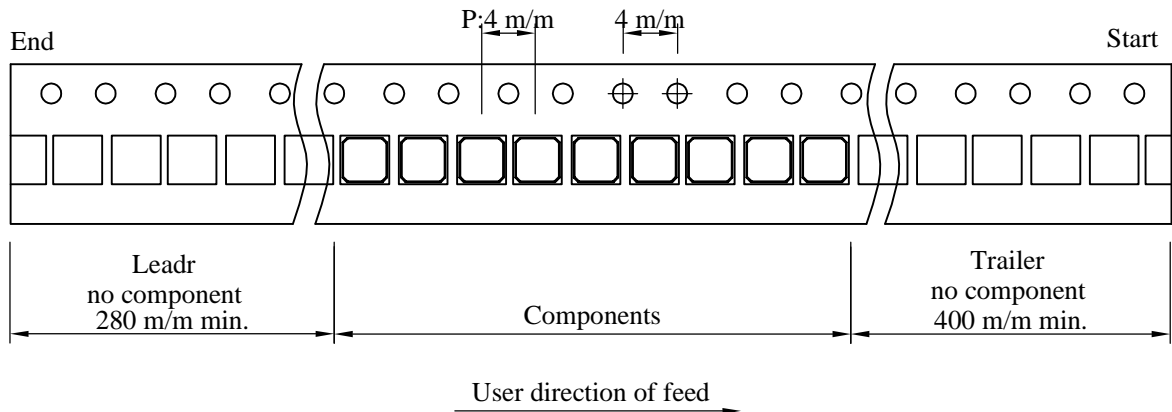 P:4 m/m
4 m/m
End
Start
Leadr
no component
280 m/m min.
Components
Trailer
no component
400 m/m min.
User direction of feed